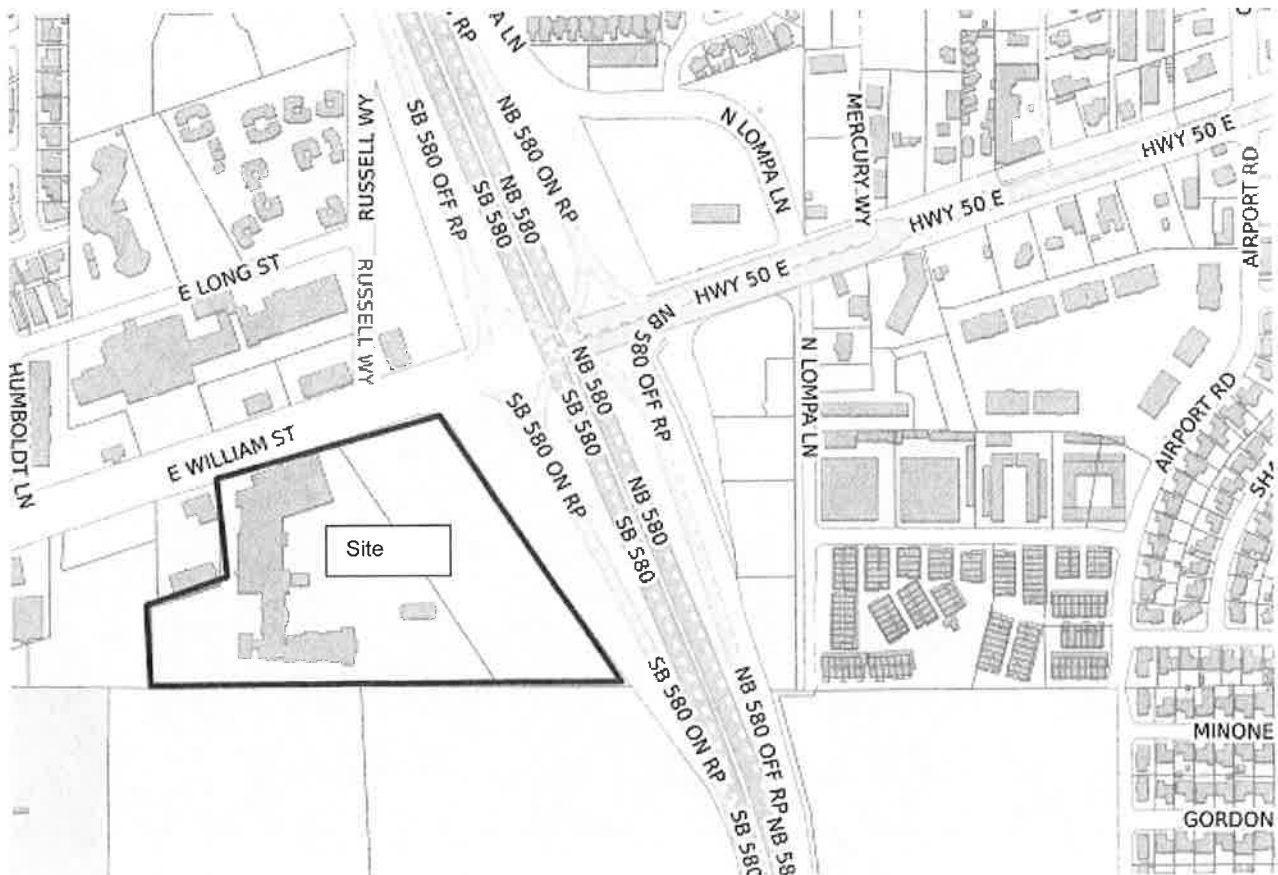 RP
A LN
RUSSELL WY
SB 580 OFF RP
NB 580 ON RP
N LOMPA LN
MERCURY WY
HWY 50 E
AIRPORT RD
SB 580
NB 580
HWY 50 E
E LONG ST
RUSSELL WY
HWY 50 E
NB
580 OFF RP
HUMBOLDT LN
E WILLIAM ST
SB 580 ON RP
NB 580
SB 580
N LOMPA LN
AIRPORT RD
Site
NB 580
SB 580
SB 580 ON RP
NB 580 OFF RP
MINONE
GORDON
SB 580
NB 58